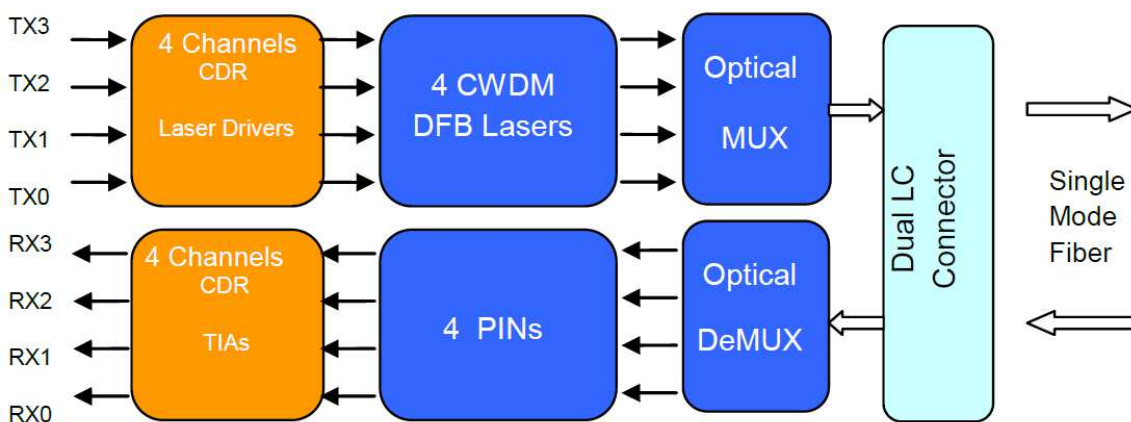 TX3
TX2
TX1
TX0
4 Channels
CDR
Laser Drivers
4 CWDM
DFB Lasers
Optical
MUX
RX3
RX2
RX1
RX0
4 Channels
CDR
TIAs
4 PINs
Optical
DeMUX
Dual LC
Connector
Single
Mode
Fiber